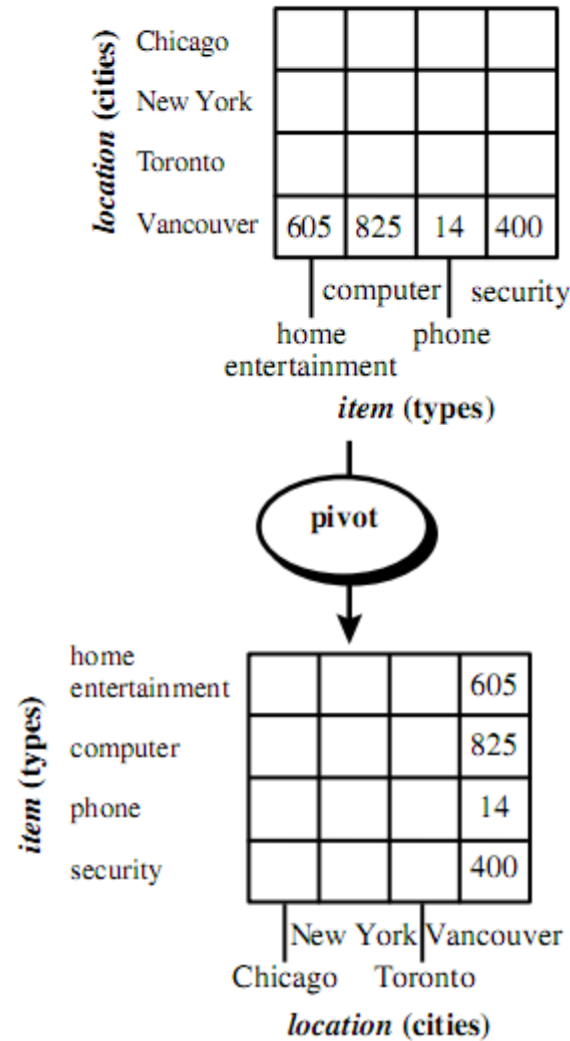 location (cities)
Chicago
New York
Toronto
Vancouver 605 825 14 400
computer security
home phone
entertainment
item (types)
pivot
item (types)
home
entertainment 605
computer 825
phone 14
security 400
New York Vancouver
Chicago Toronto
location (cities)